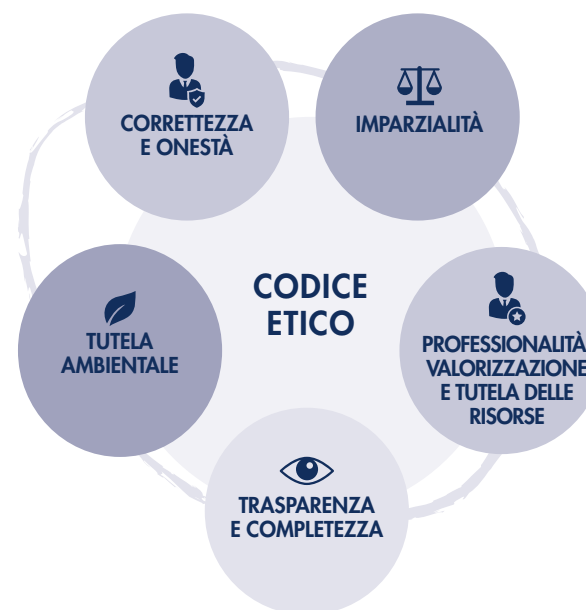 CORRETTEZZA
E ONESTÀ
IMPARZIALITÀ
CODICE
ETICO
TUTELA
AMBIENTALE
PROFESSIONALITÀ
VALORIZZAZIONE
E TUTELA DELLE
RISORSE
TRASPARENZA
E COMPLETEZZA